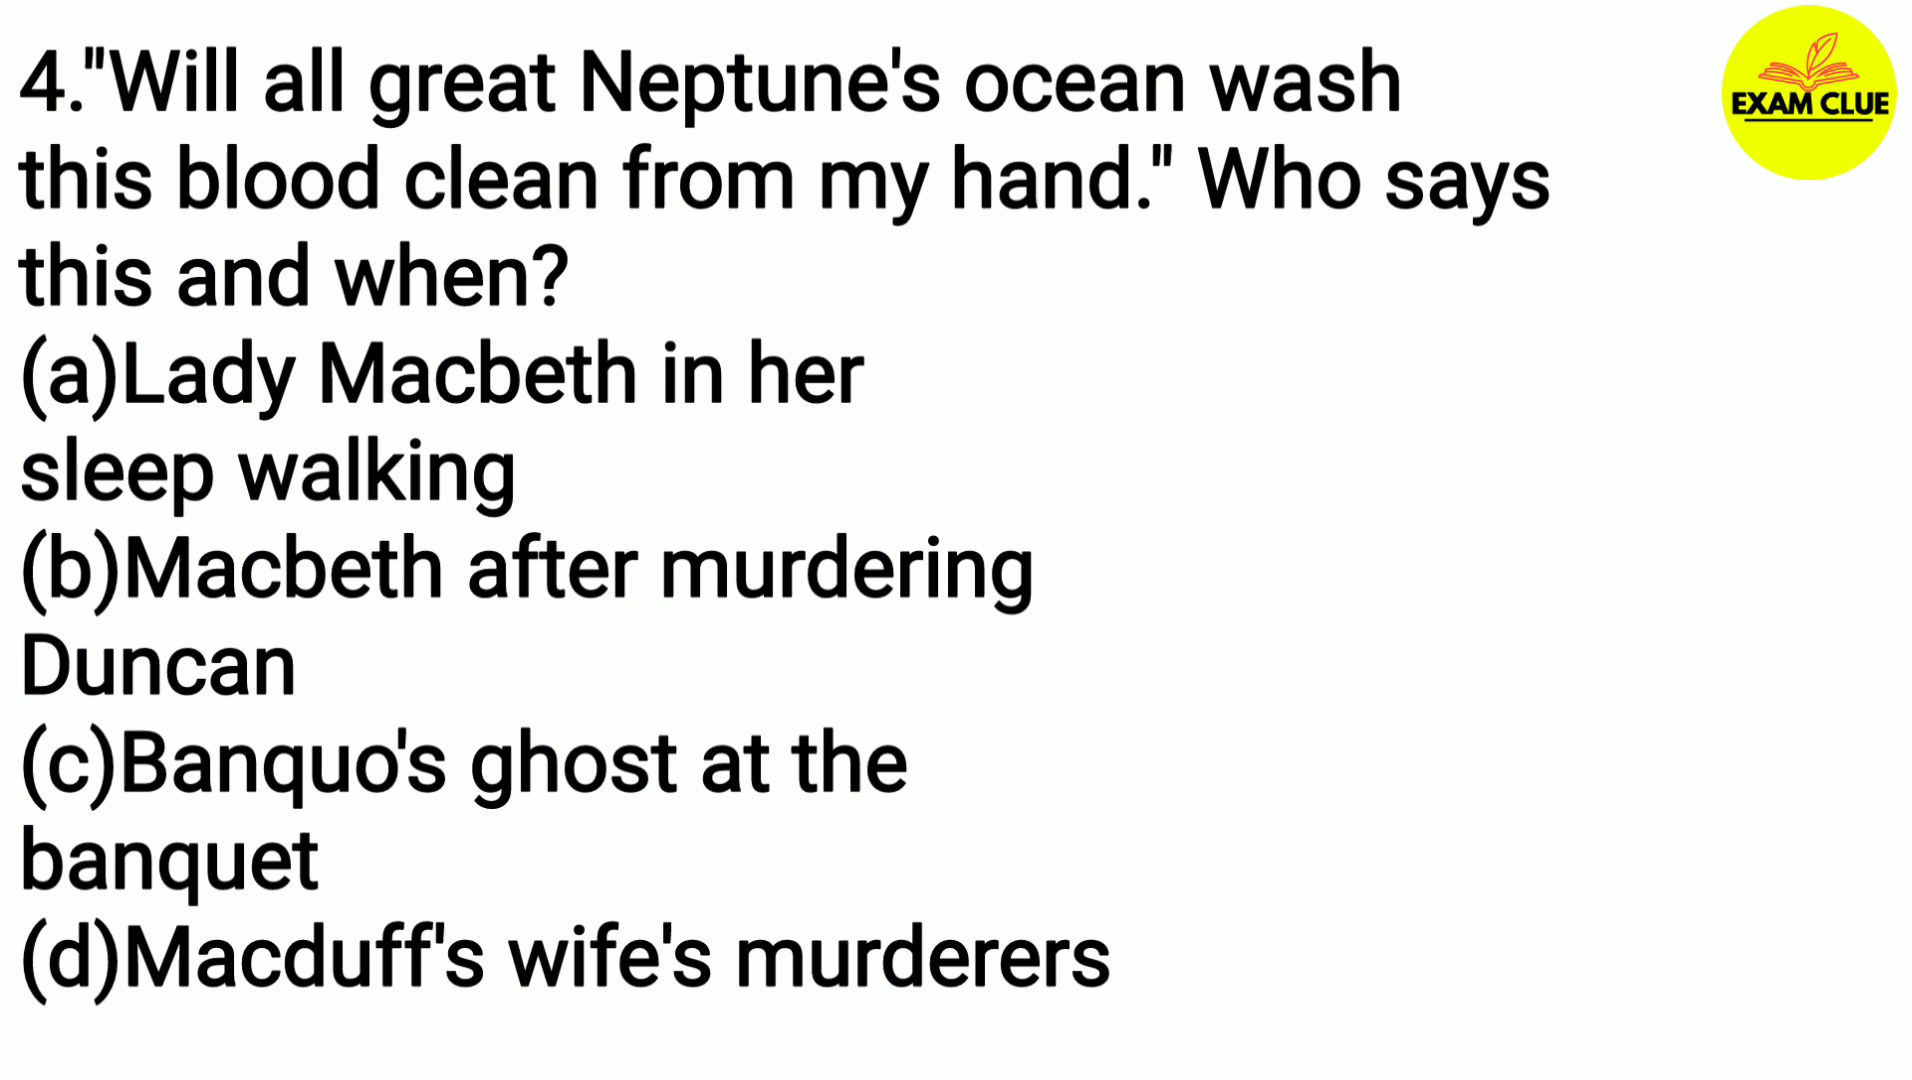 4."Will all great Neptune's ocean wash
this blood clean from my hand." Who says
this and when?
(a)Lady Macbeth in her
sleep walking
(b)Macbeth after murdering
Duncan
(c)Banquo's ghost at the
banquet
(d)Macduff's wife's murderers
EXAM CLUE